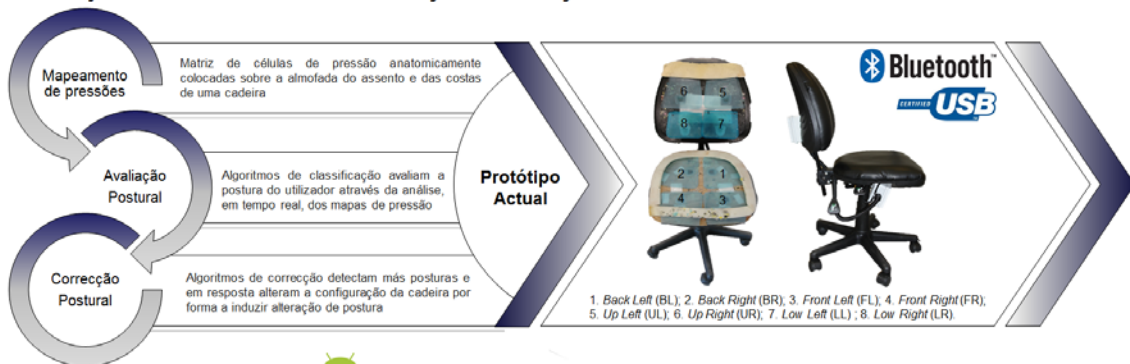 Mapeamento
de pressões
Matriz de células de pressão anatomicamente
colocadas sobre a almofada do assento e das costas
de uma cadeira
Avaliação
Postural
Algoritmos de classificação avaliam a
postura do utilizador através da análise,
em tempo real, dos mapas de pressão
Correcção
Postural
Algoritmos de correcção detectam más posturas e
em resposta alteram a configuração da cadeira por
forma a induzir alteração de postura
Protótipo
Actual
6 5
8 7
2 1
4 3
Bluetooth™
CERTIFIED USB
1. Back Left (BL); 2. Back Right (BR); 3. Front Left (FL); 4. Front Right (FR);
5. Up Left (UL); 6. Up Right (UR); 7. Low Left (LL) ; 8. Low Right (LR).